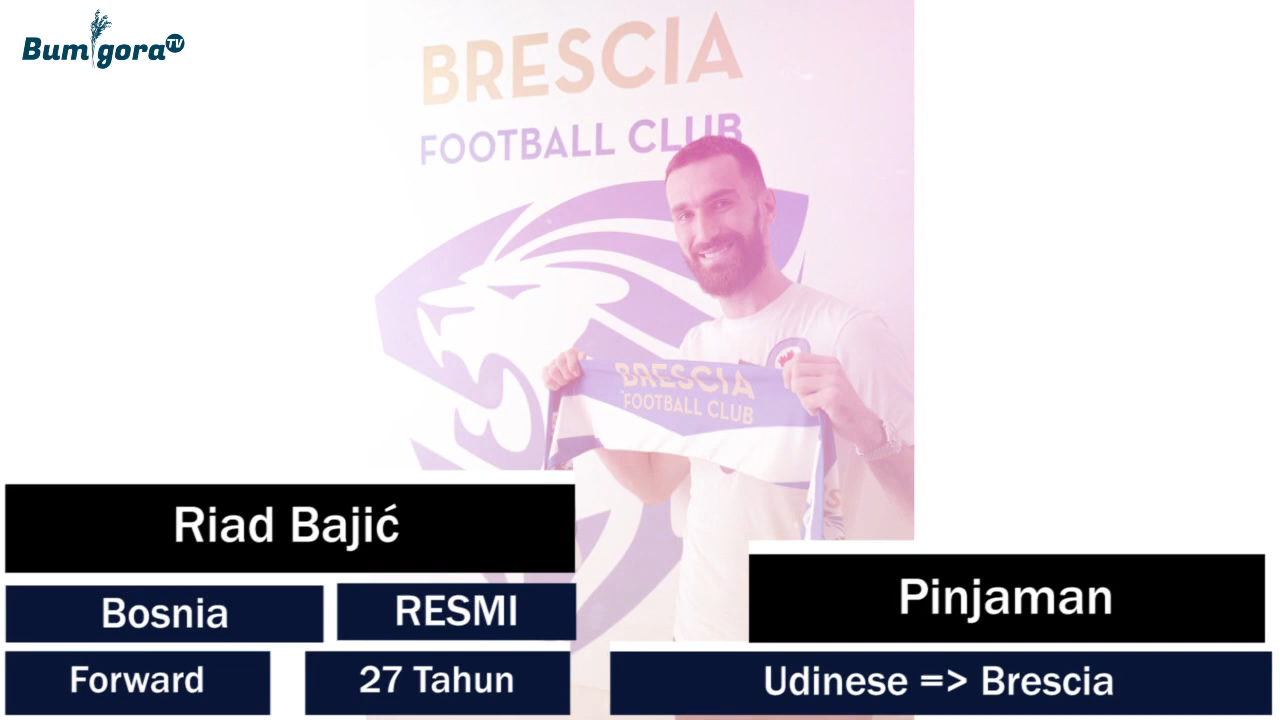 Bumigora TV
BRESCIA
FOOTBALL CLUB
BRESCIA
FOOTBALL CLUB
Riad Bajić
Bosnia
RESMI
Forward
27 Tahun
Pinjaman
Udinese => Brescia